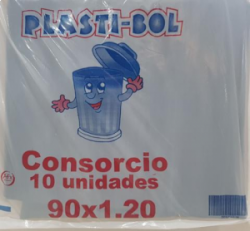 PLASTI-BOL
Consorcio
10 unidades
90x1.20